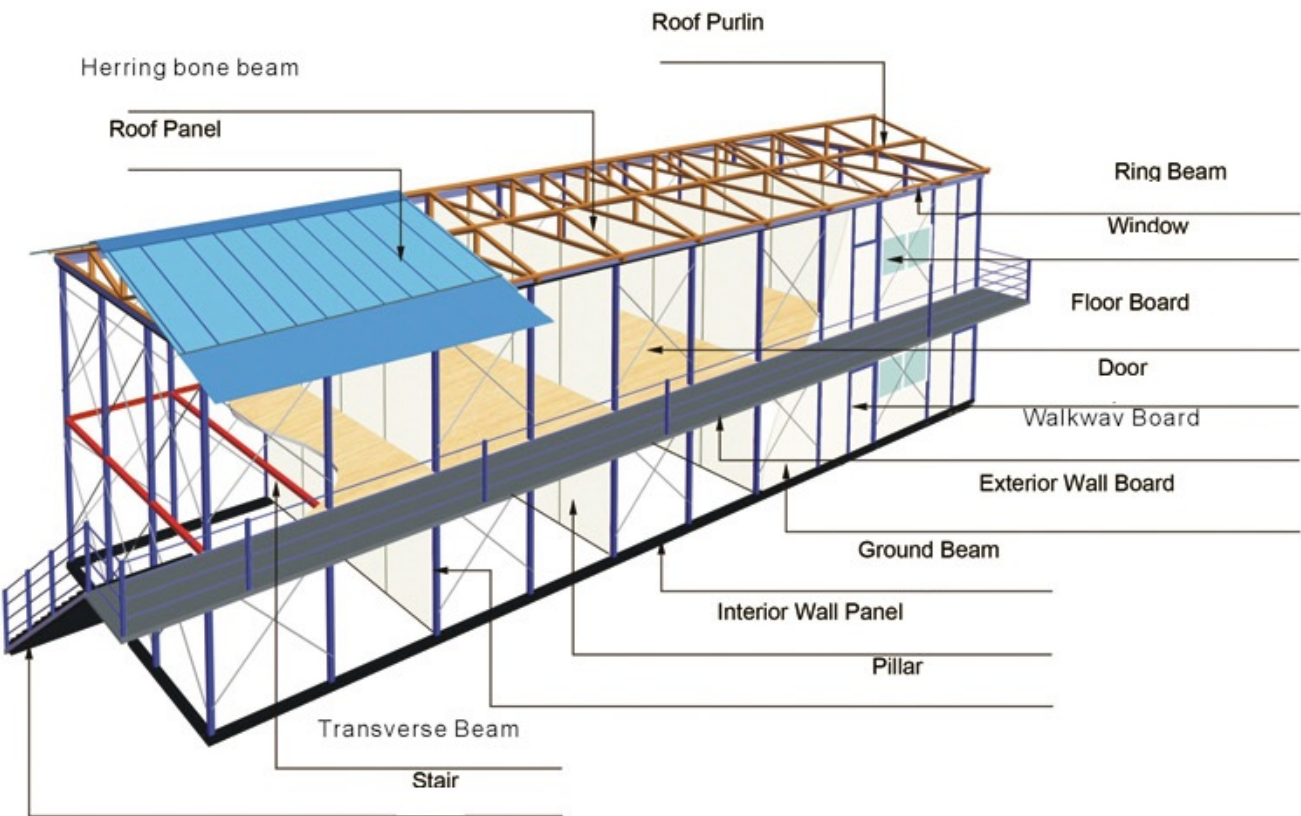 Roof Purlin
Herring bone beam
Roof Panel
Ring Beam
Window
Floor Board
Door
Walkwav Board
Exterior Wall Board
Ground Beam
Interior Wall Panel
Pillar
Transverse Beam
Stair